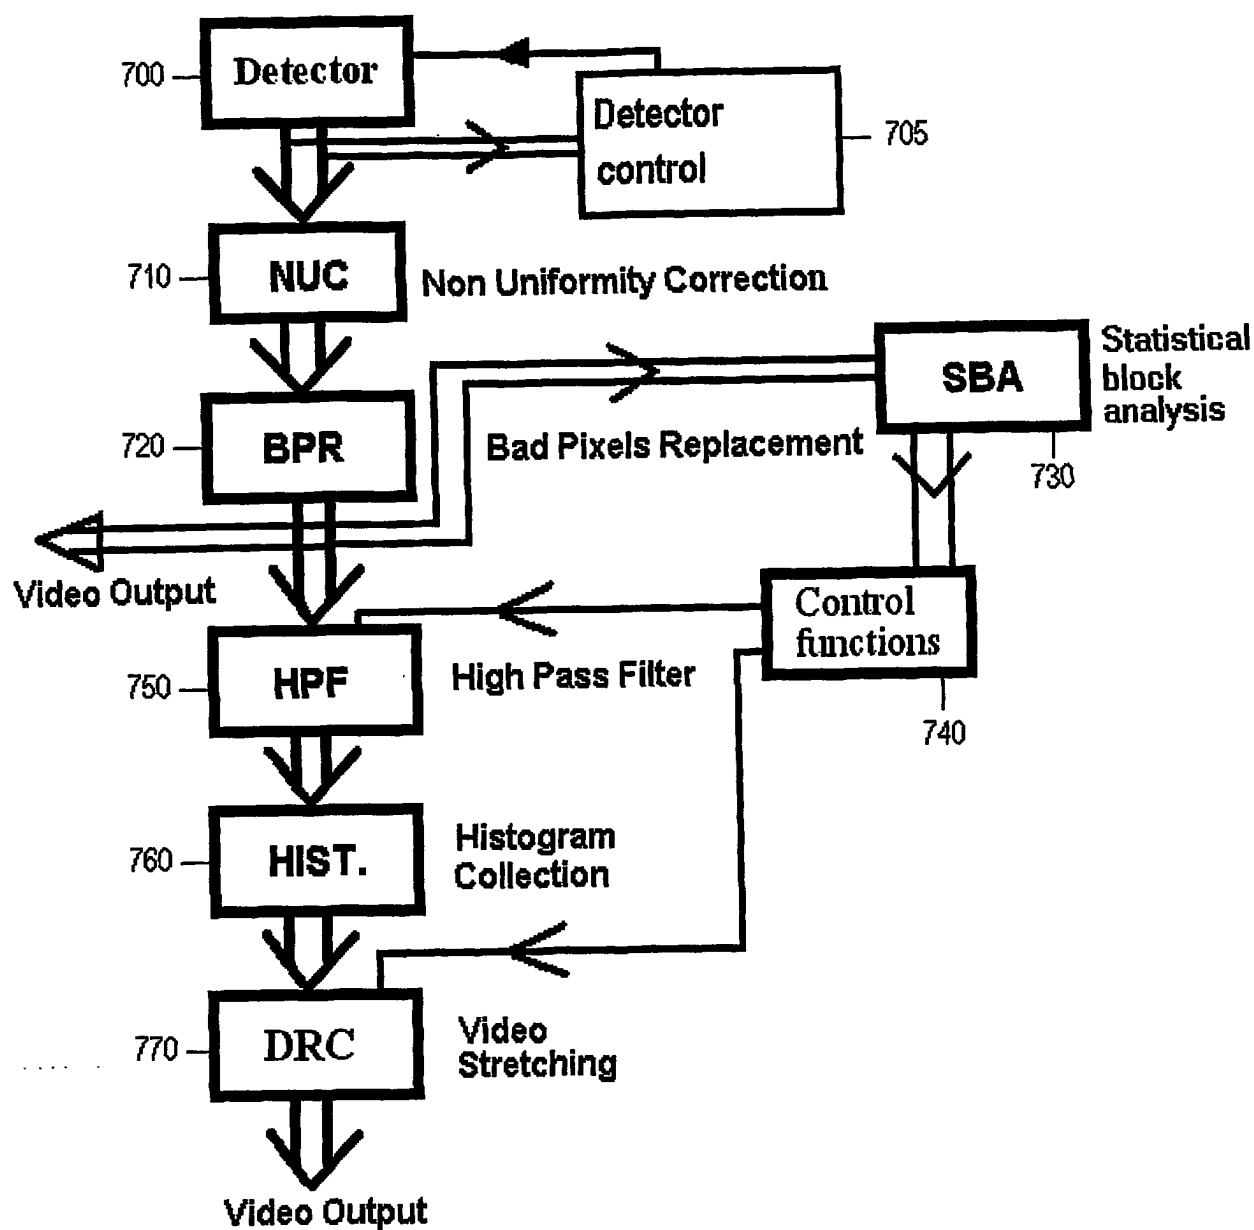 700
Detector
Detector
control
705
710
NUC
Non Uniformity Correction
SBA
Statistical
block
analysis
720
BPR
Bad Pixels Replacement
730
Video Output
Control
functions
750
HPF
High Pass Filter
740
760
HIST.
Histogram
Collection
770
DRC
Video
Stretching
Video Output